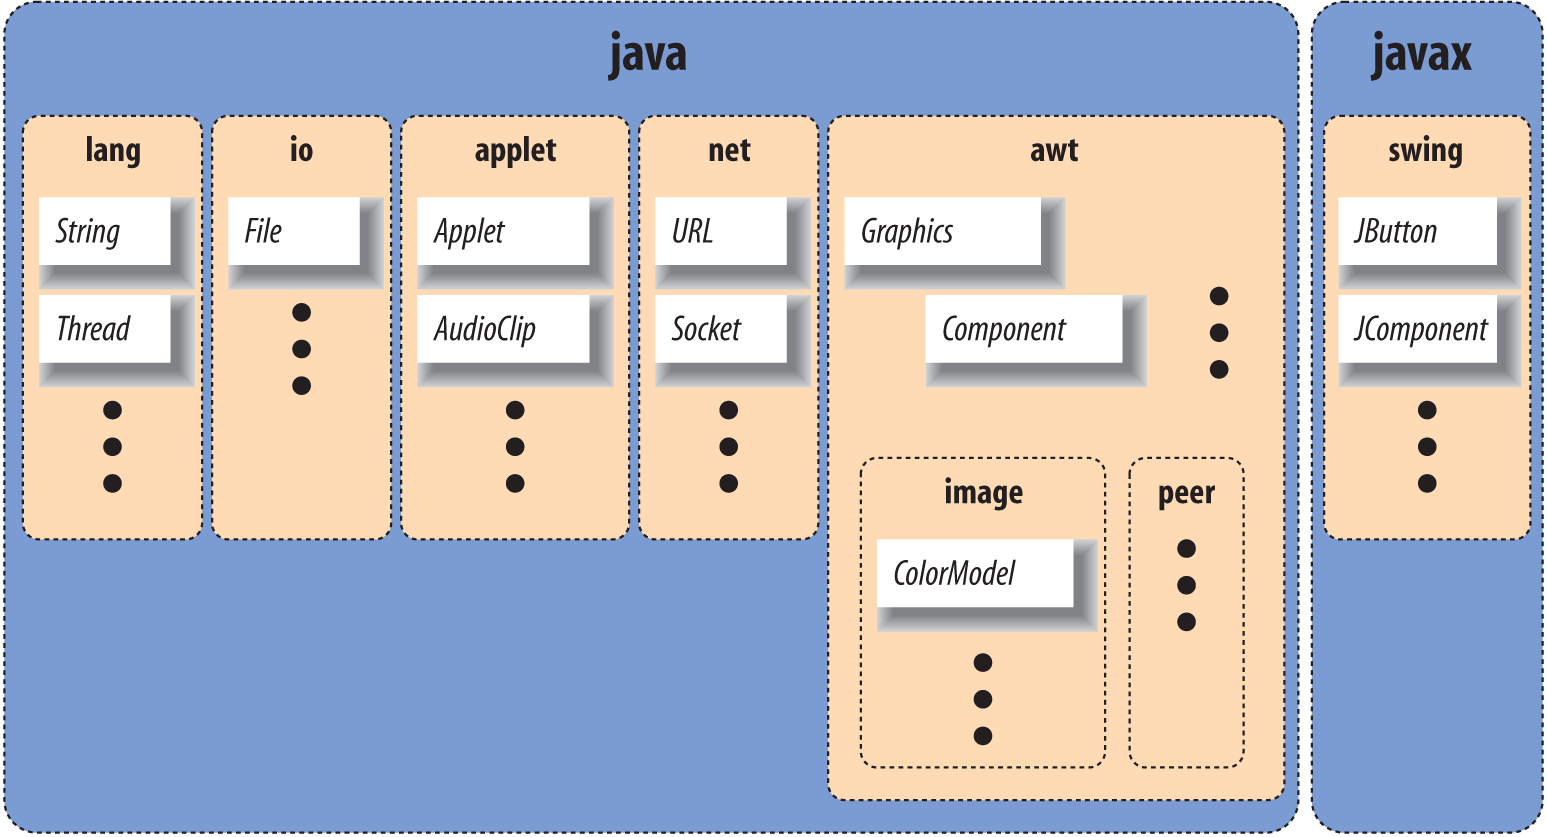 java
javax
lang
io
applet
net
awt
swing
String
File
Applet
URL
Graphics
JButton
Thread
AudioClip
Socket
Component
JComponent
image
peer
ColorModel